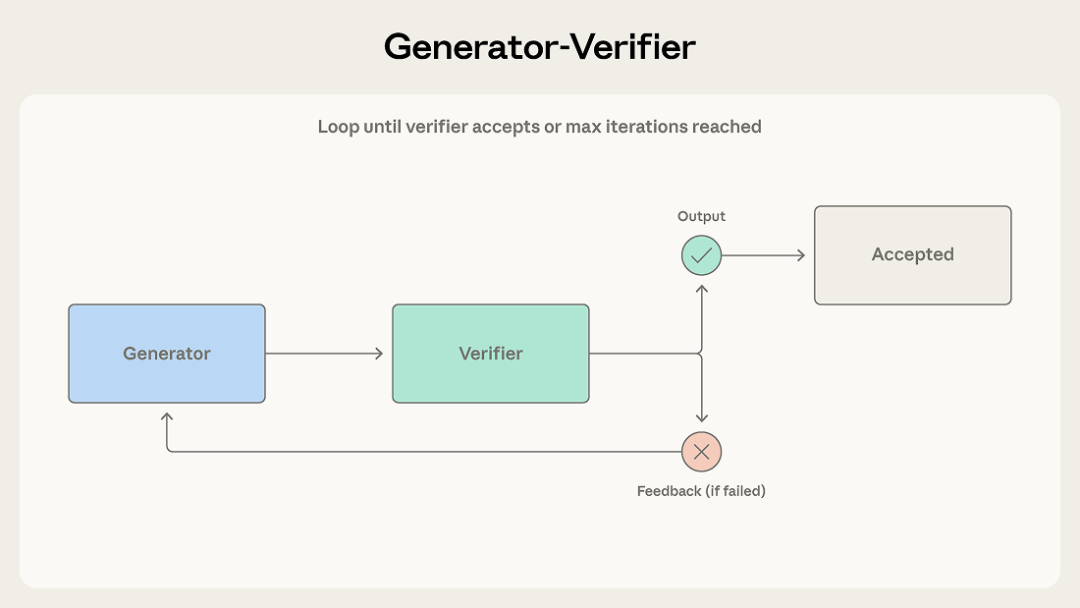 Generator-Verifier
Loop until verifier accepts or max iterations reached
Output
Accepted
Generator
Verifier
Feedback (if failed)